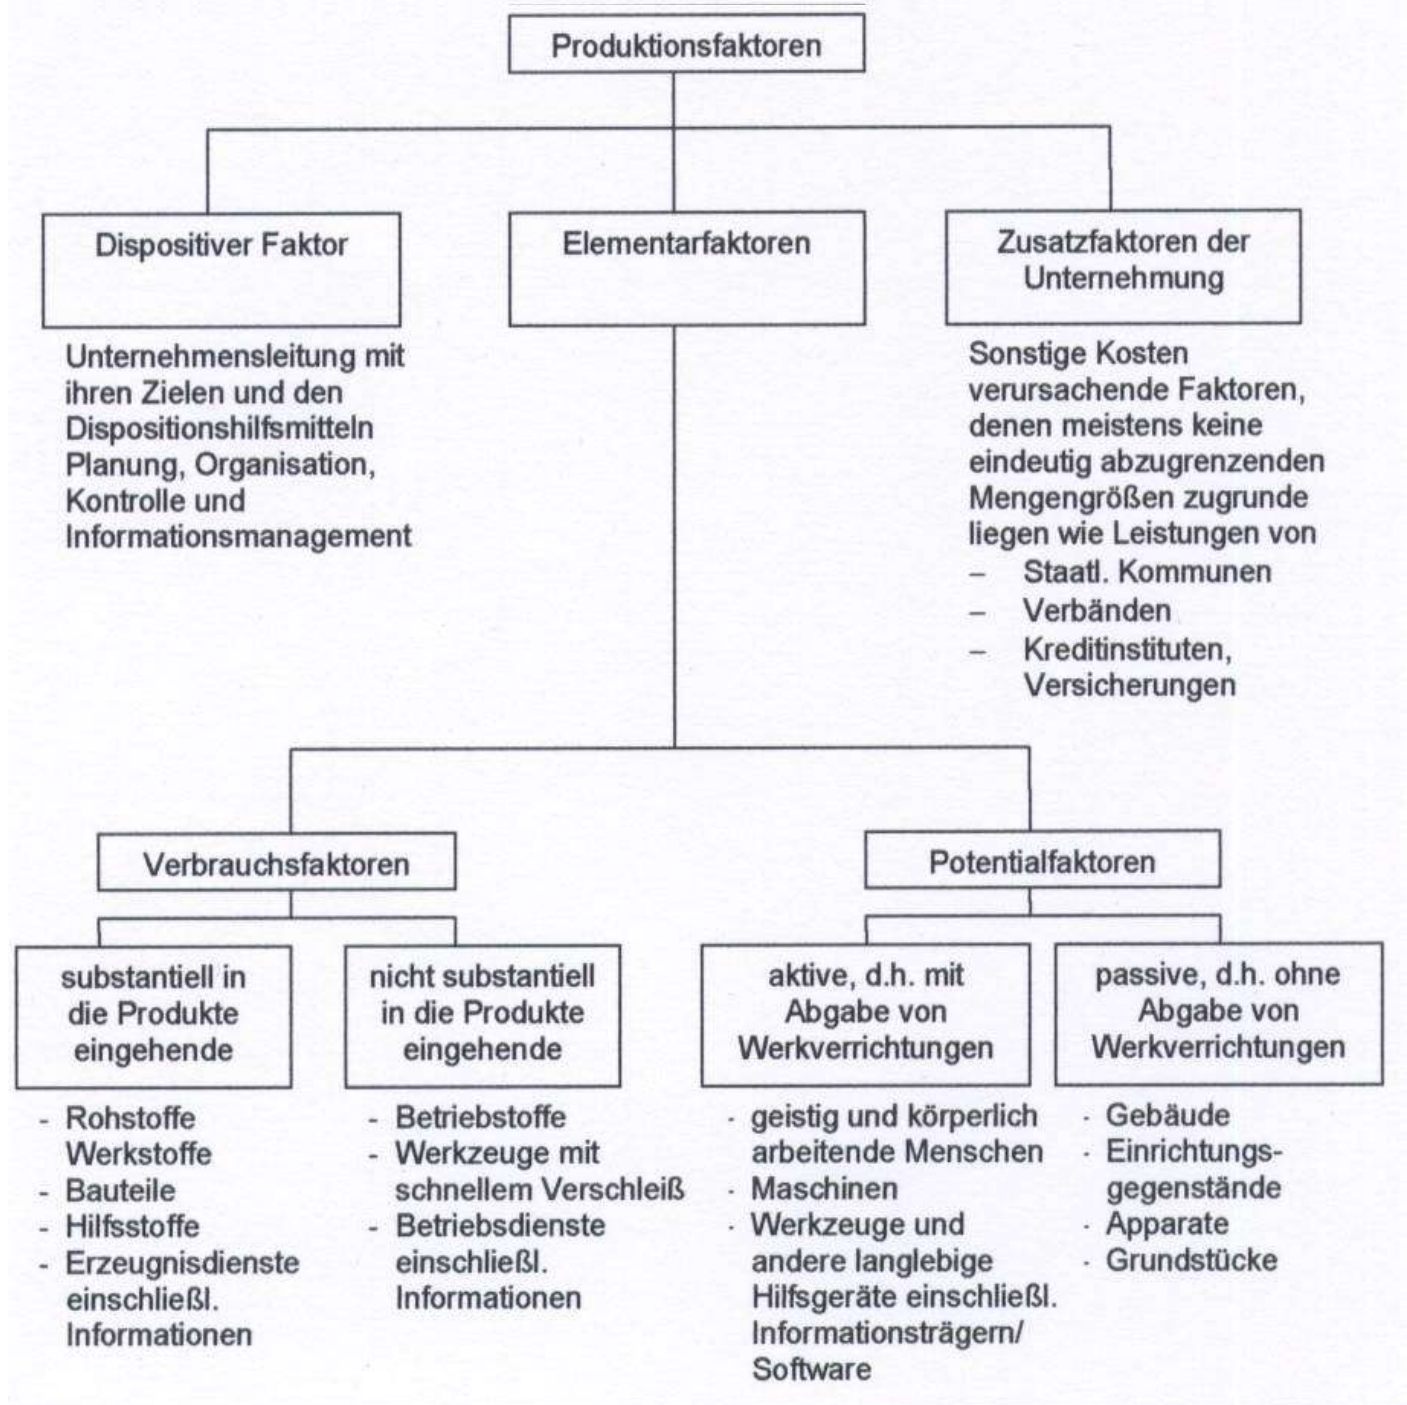 Produktionsfaktoren
Dispositiver Faktor
Unternehmensleitung mit
ihren Zielen und den
Dispositionshilfsmitteln
Planung, Organisation,
Kontrolle und
Informationsmanagement
Elementarfaktoren
Zusatzfaktoren der
Unternehmung
Sonstige Kosten
verursachende Faktoren,
denen meistens keine
eindeutig abzugrenzenden
Mengengrößen zugrunde
liegen wie Leistungen von
– Staatl. Kommunen
– Verbänden
– Kreditinstituten,
Versicherungen
Verbrauchsfaktoren
substantiell in
die Produkte
eingehende
- Rohstoffe
Werkstoffe
- Bauteile
- Hilfsstoffe
- Erzeugnisdienste
einschließl.
Informationen
nicht substantiell
in die Produkte
eingehende
- Betriebstoffe
- Werkzeuge mit
schnellem Verschleiß
- Betriebsdienste
einschließl.
Informationen
Potentialfaktoren
aktive, d.h. mit
Abgabe von
Werkverrichtungen
· geistig und körperlich
arbeitende Menschen
· Maschinen
· Werkzeuge und
andere langlebige
Hilfsgeräte einschließl.
Informationsträgern/
Software
passive, d.h. ohne
Abgabe von
Werkverrichtungen
· Gebäude
· Einrichtungs-
gegenstände
· Apparate
· Grundstücke